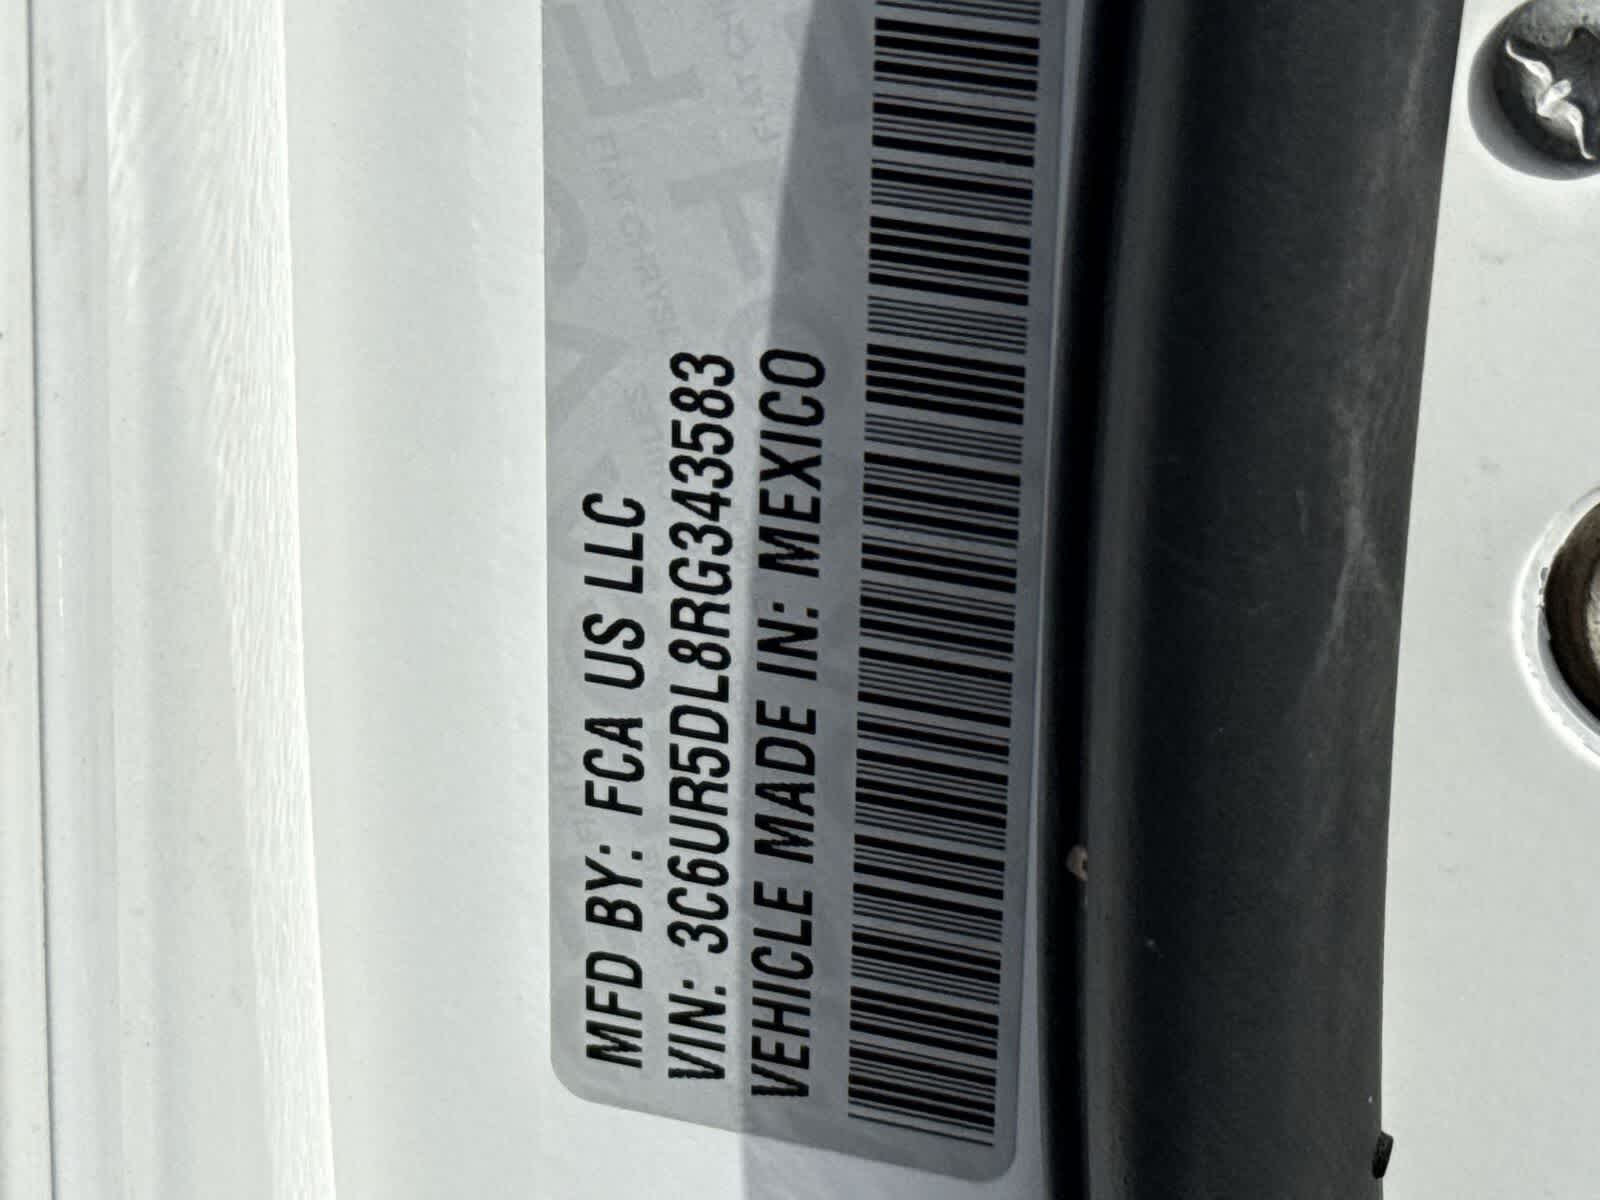 MFD BY: FCA US LLC
VIN: 3C6UR5DL8RG343583
VEHICLE MADE IN: MEXICO